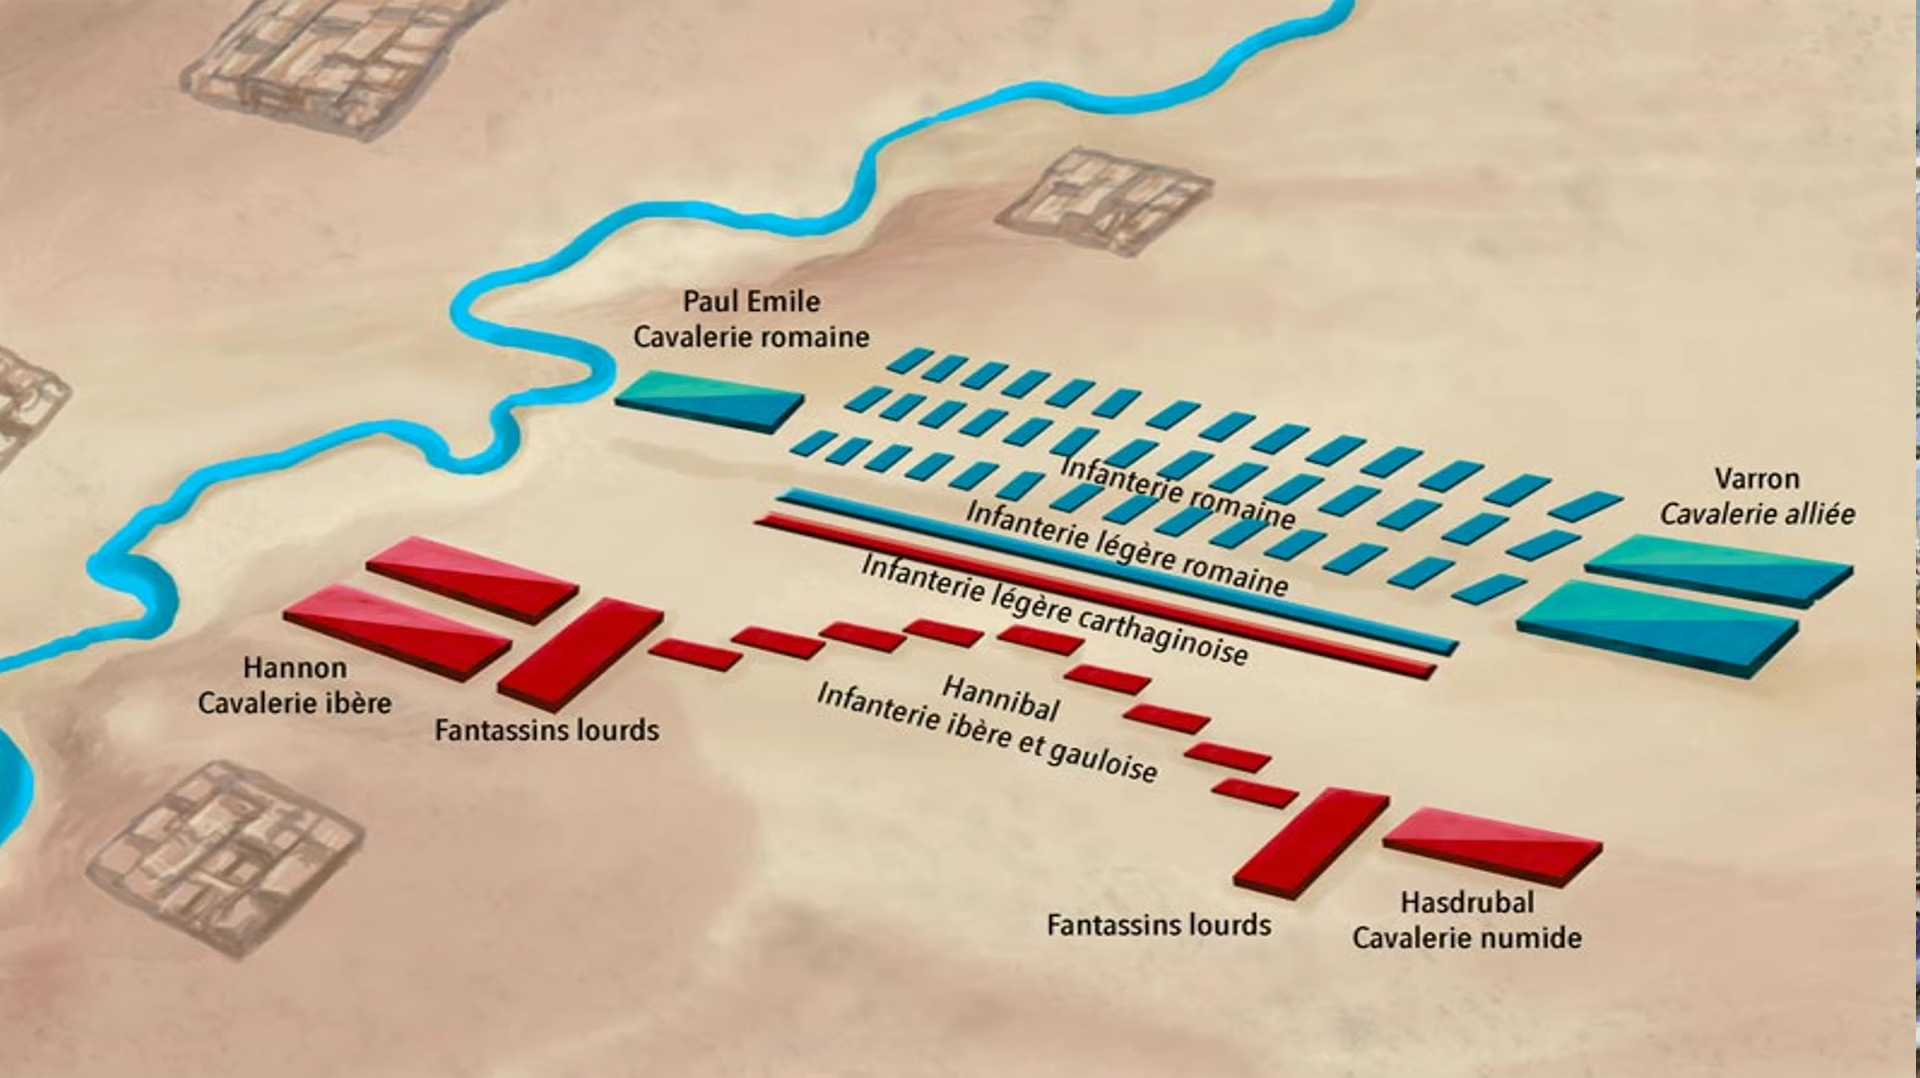 Paul Emile
Cavalerie romaine
Infanterie romaine
Varron
Cavalerie alliée
Infanterie légère romaine
Infanterie légère carthaginoise
Hannon
Cavalerie ibère
Fantassins lourds
Hannibal
Infanterie ibère et gauloise
Fantassins lourds
Hasdrubal
Cavalerie numide